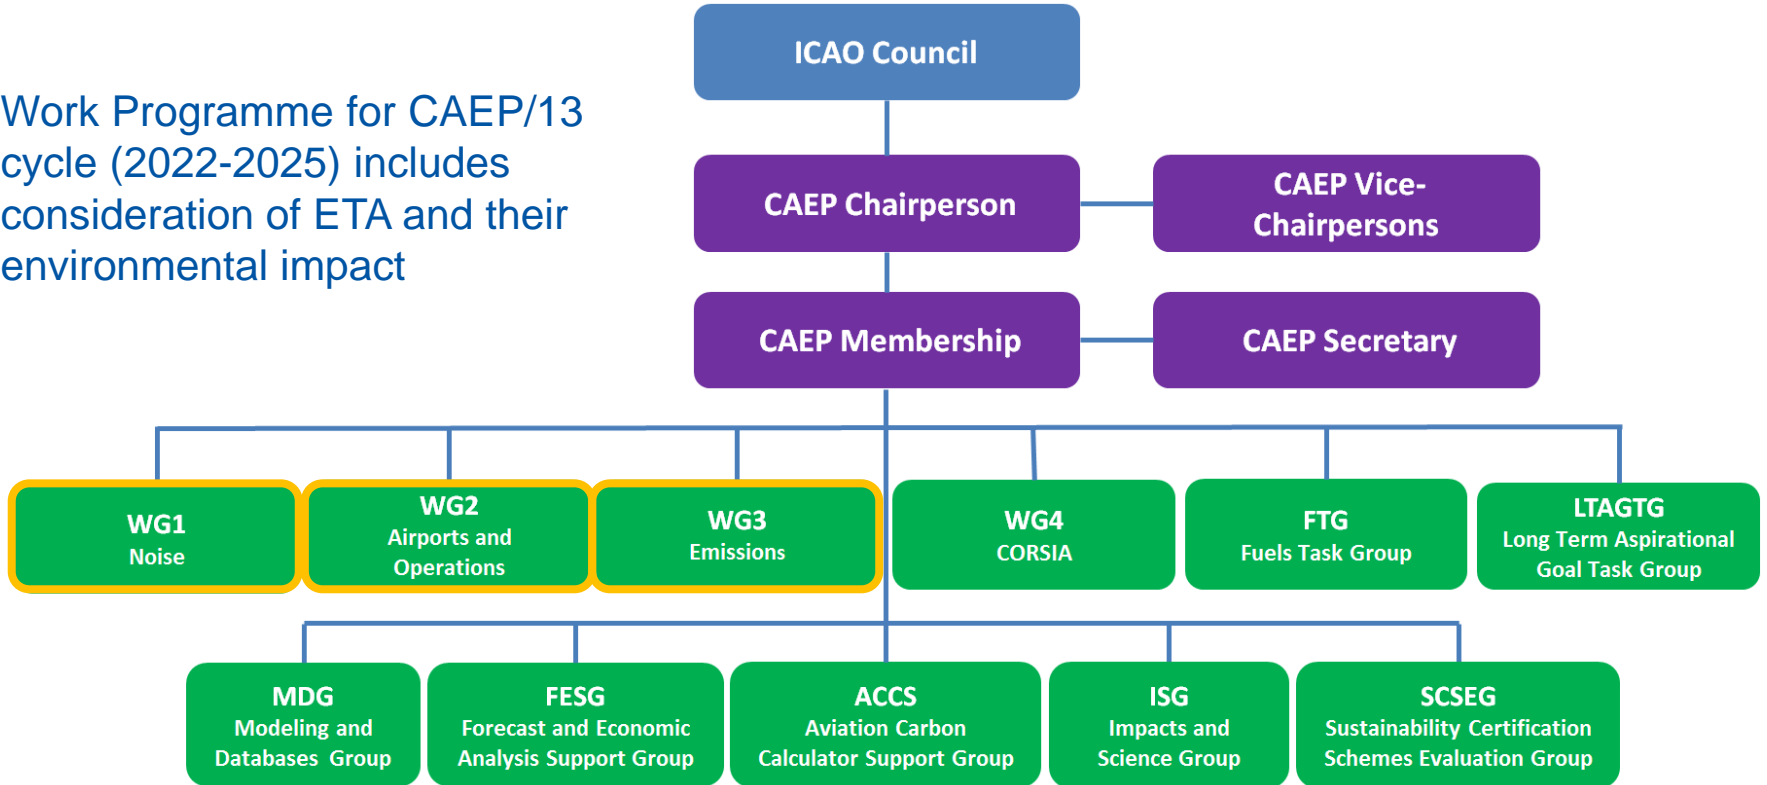 ICAO Council
Work Programme for CAEP/13
cycle (2022-2025) includes
consideration of ETA and their
environmental impact
CAEP Chairperson
CAEP Vice-
Chairpersons
CAEP Membership
CAEP Secretary
WG1
Noise
WG2
Airports and
Operations
WG3
Emissions
WG4
CORSIA
FTG
Fuels Task Group
LTAGTG
Long Term Aspirational
Goal Task Group
MDG
Modeling and
Databases Group
FESG
Forecast and Economic
Analysis Support Group
ACCS
Aviation Carbon
Calculator Support Group
ISG
Impacts and
Science Group
SCSEG
Sustainability Certification
Schemes Evaluation Group